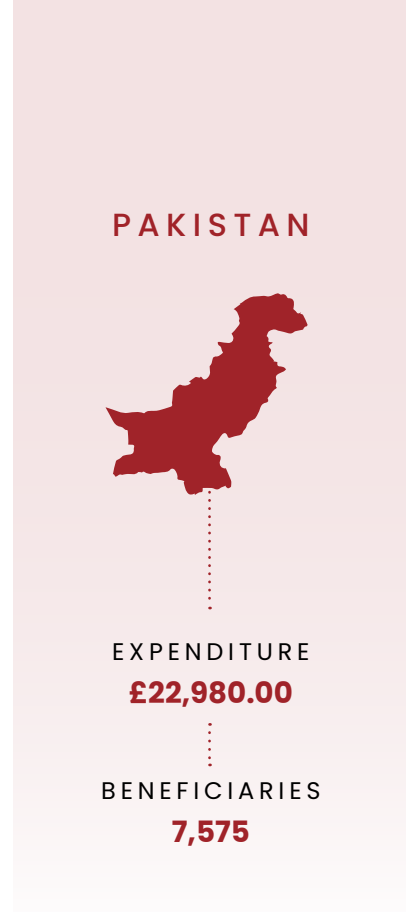 PAKISTAN
EXPENDITURE
£22,980.00
BENEFICIARIES
7,575